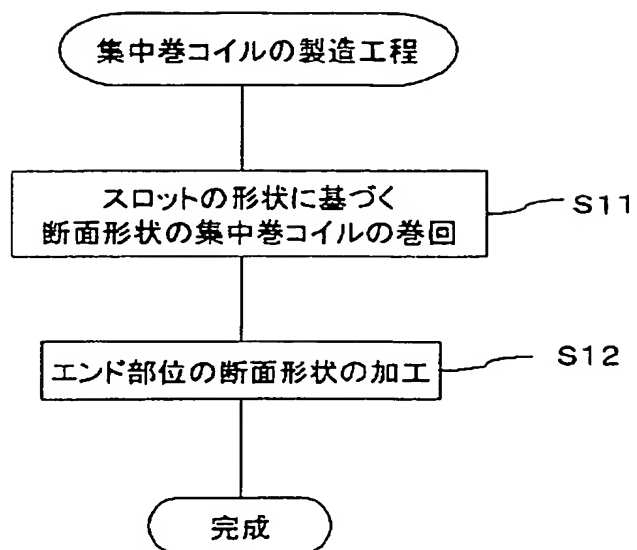 集中巻コイルの製造工程
スロットの形状に基づく
断面形状の集中巻コイルの巻回
S11
エンド部位の断面形状の加工
S12
完成